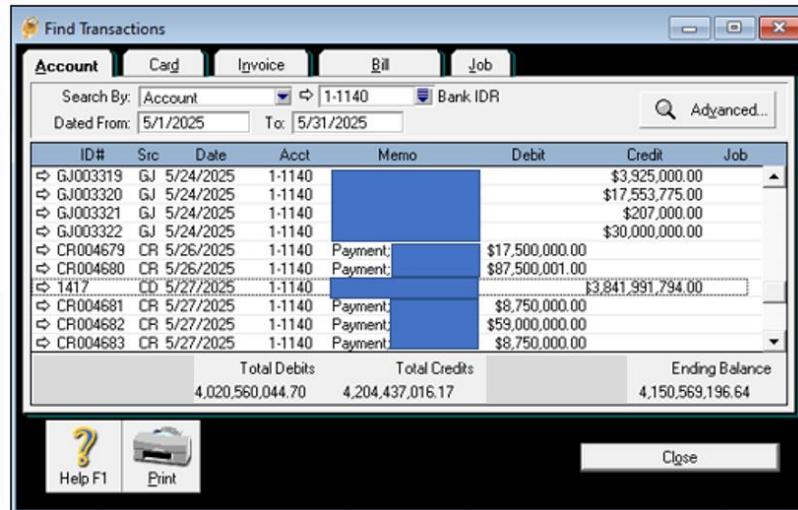 Find Transactions
Account Card Invoice Bill Job
Search By: Account 1-1140 Bank IDR
Dated From: 5/1/2025 To: 5/31/2025
Advanced...
ID# Src Date Acct Memo Debit Credit Job
GJ003319 GJ 5/24/2025 1-1140 $3,925,000.00
GJ003320 GJ 5/24/2025 1-1140 $17,553,775.00
GJ003321 GJ 5/24/2025 1-1140 $207,000.00
GJ003322 GJ 5/24/2025 1-1140 $30,000,000.00
CR004679 CR 5/26/2025 1-1140 Payment; $17,500,000.00
CR004680 CR 5/26/2025 1-1140 Payment; $87,500,001.00
1417 CD 5/27/2025 1-1140 $3,841,991,794.00
CR004681 CR 5/27/2025 1-1140 Payment; $8,750,000.00
CR004682 CR 5/27/2025 1-1140 Payment; $59,000,000.00
CR004683 CR 5/27/2025 1-1140 Payment; $8,750,000.00
Total Debits Total Credits Ending Balance
4,020,560,044.70 4,204,437,016.17 4,150,569,196.64
Help F1 Print Close